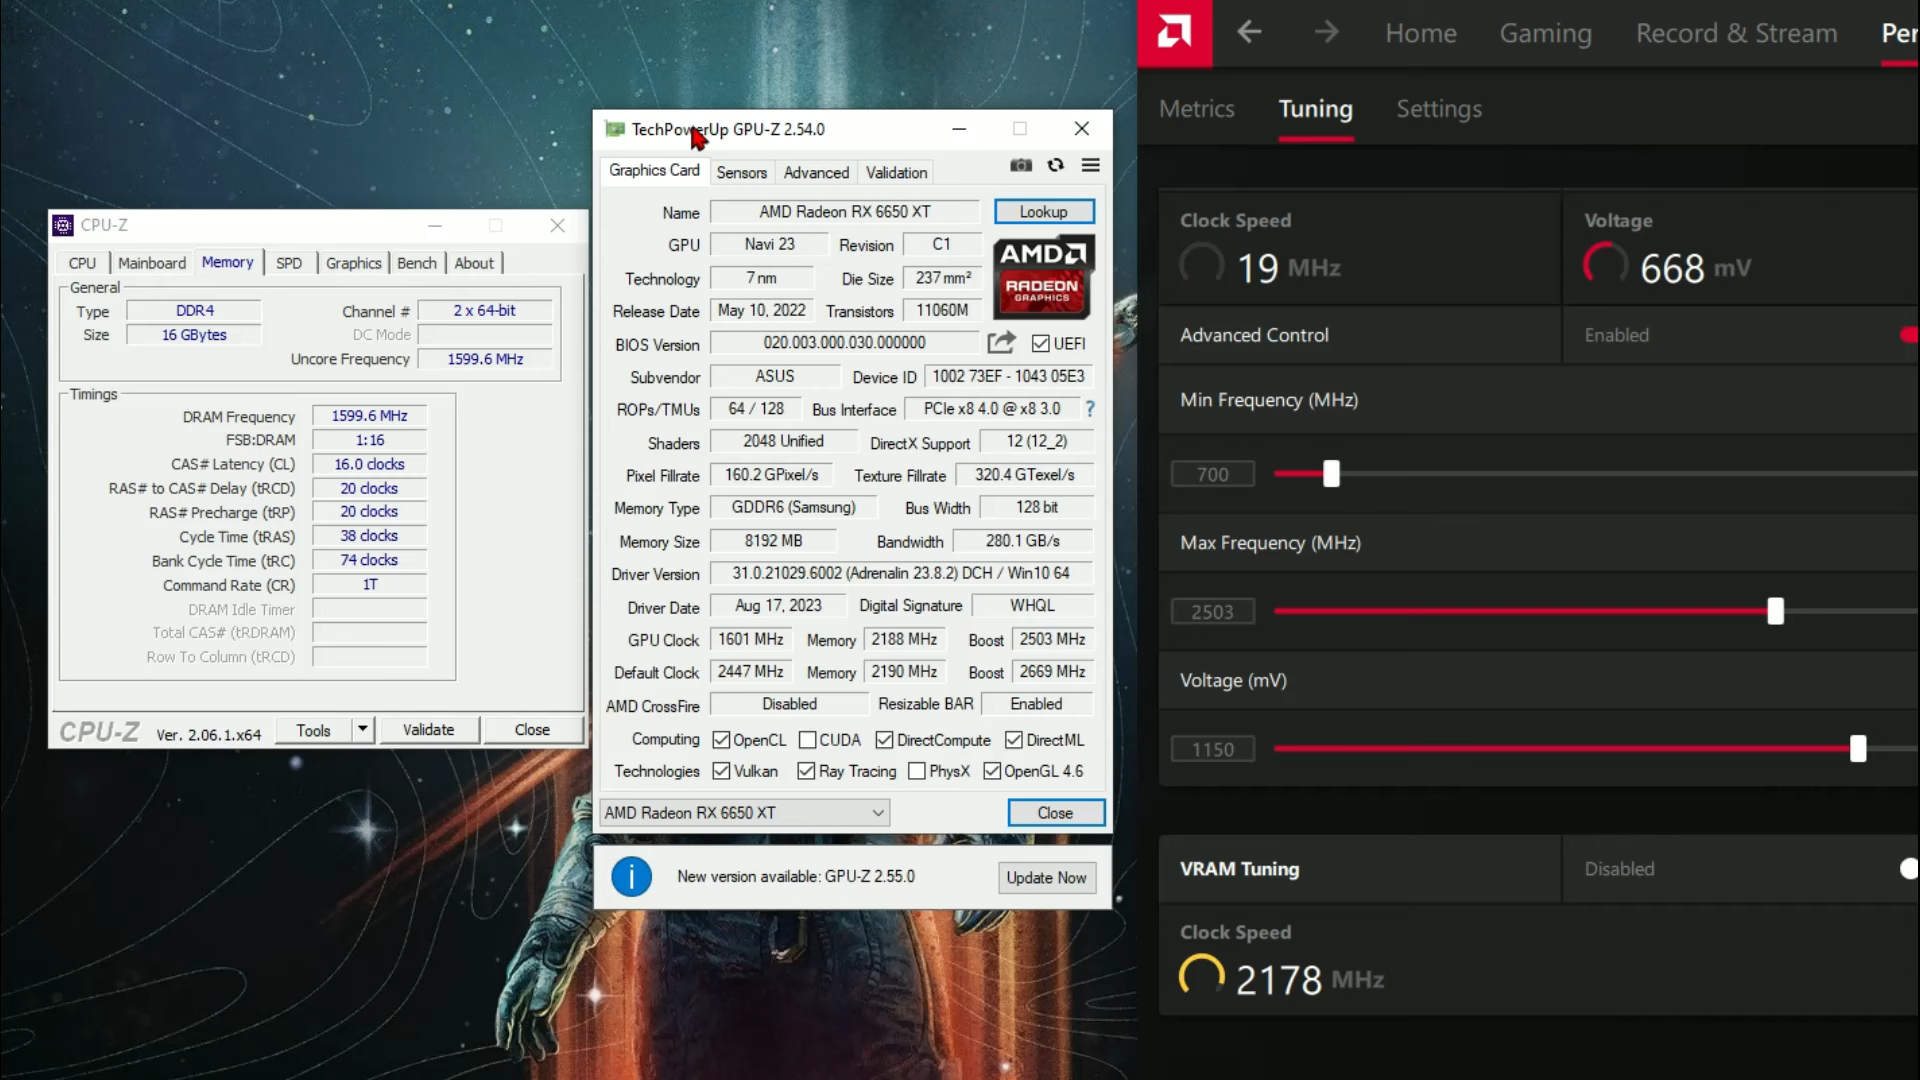 CPU-Z
CPU Mainboard Memory SPD Graphics Bench About
General
Type DDR4 Channel # 2 x 64-bit
Size 16 GBytes DC Mode
Uncore Frequency 1599.6 MHz
Timings
DRAM Frequency 1599.6 MHz
FSB:DRAM 1:16
CAS# Latency (CL) 16.0 clocks
RAS# to CAS# Delay (tRCD) 20 clocks
RAS# Precharge (tRP) 20 clocks
Cycle Time (tRAS) 38 clocks
Bank Cycle Time (tRC) 74 clocks
Command Rate (CR) 1T
DRAM Idle Timer
Total CAS# (tRDRAM)
Row To Column (tRCD)
CPU-Z Ver. 2.06.1.x64 Tools Validate Close
TechPowerUp GPU-Z 2.54.0
Graphics Card Sensors Advanced Validation
Name AMD Radeon RX 6650 XT Lookup
GPU Navi 23 Revision C1
AMD
RADEON
GRAPHICS
Technology 7 nm Die Size 237 mm²
Release Date May 10, 2022 Transistors 11060M
BIOS Version 020.003.000.030.000000 UEFI
Subvendor ASUS Device ID 1002 73EF - 1043 05E3
ROPs/TMUs 64 / 128 Bus Interface PCIe x8 4.0 @ x8 3.0 ?
Shaders 2048 Unified DirectX Support 12 (12_2)
Pixel Fillrate 160.2 GPixel/s Texture Fillrate 320.4 GTexel/s
Memory Type GDDR6 (Samsung) Bus Width 128 bit
Memory Size 8192 MB Bandwidth 280.1 GB/s
Driver Version 31.0.21029.6002 (Adrenalin 23.8.2) DCH / Win10 64
Driver Date Aug 17, 2023 Digital Signature WHQL
GPU Clock 1601 MHz Memory 2188 MHz Boost 2503 MHz
Default Clock 2447 MHz Memory 2190 MHz Boost 2669 MHz
AMD CrossFire Disabled Resizable BAR Enabled
Computing OpenCL CUDA DirectCompute DirectML
Technologies Vulkan Ray Tracing PhysX OpenGL 4.6
AMD Radeon RX 6650 XT Close
New version available: GPU-Z 2.55.0 Update Now
Home Gaming Record & Stream Per
Metrics Tuning Settings
Clock Speed Voltage
19 MHz 668 mV
Advanced Control Enabled
Min Frequency (MHz)
700
Max Frequency (MHz)
2503
Voltage (mV)
1150
VRAM Tuning Disabled
Clock Speed
2178 MHz